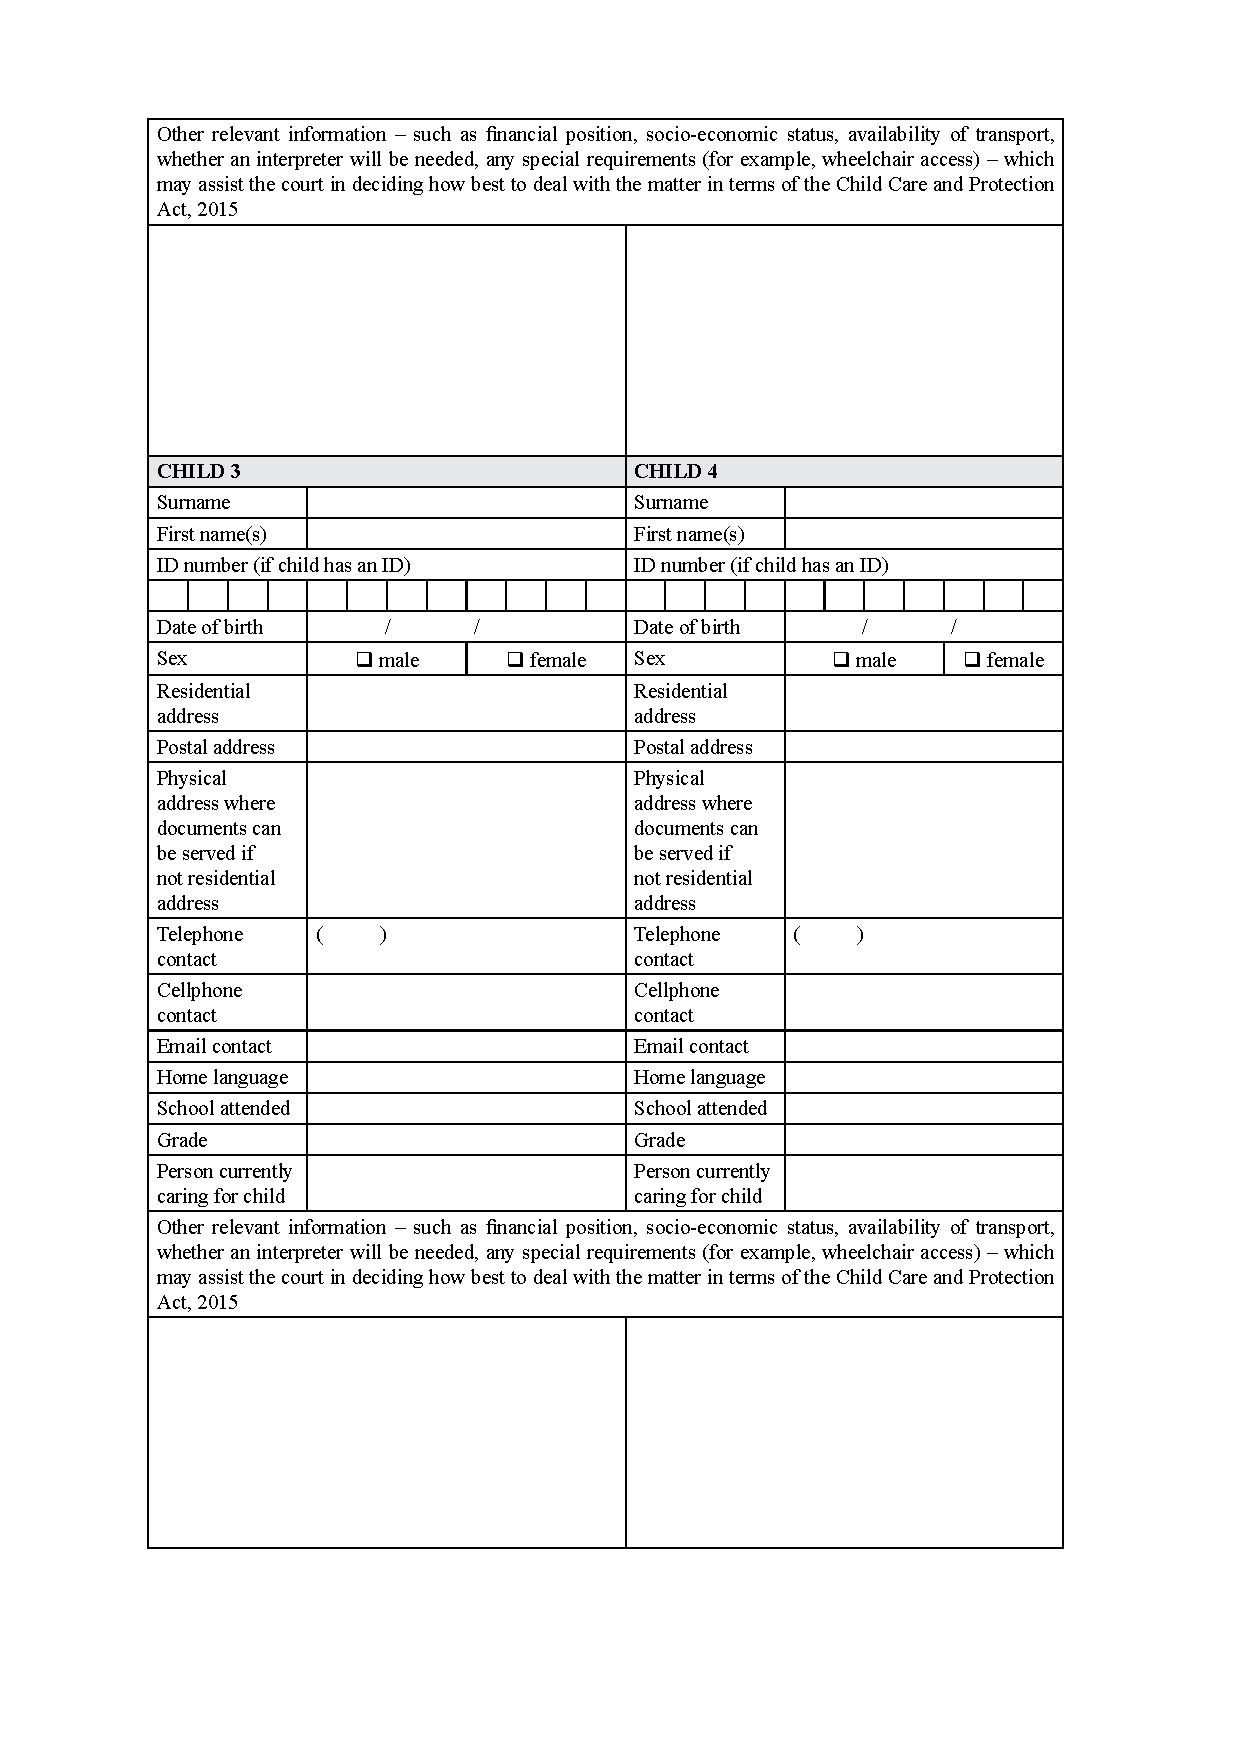 Other relevant information – such as financial position, socio-economic status, availability of transport,
whether an interpreter will be needed, any special requirements (for example, wheelchair access) – which
may assist the court in deciding how best to deal with the matter in terms of the Child Care and Protection
Act, 2015
CHILD 3 CHILD 4
Surname Surname
First name(s) First name(s)
ID number (if child has an ID) ID number (if child has an ID)
Date of birth / / Date of birth / /
Sex ❑ male ❑ female Sex ❑ male ❑ female
Residential Residential
address address
Postal address Postal address
Physical Physical
address where address where
documents can documents can
be served if be served if
not residential not residential
address address
Telephone ( ) Telephone ( )
contact contact
Cellphone Cellphone
contact contact
Email contact Email contact
Home language Home language
School attended School attended
Grade Grade
Person currently Person currently
caring for child caring for child
Other relevant information – such as financial position, socio-economic status, availability of transport,
whether an interpreter will be needed, any special requirements (for example, wheelchair access) – which
may assist the court in deciding how best to deal with the matter in terms of the Child Care and Protection
Act, 2015